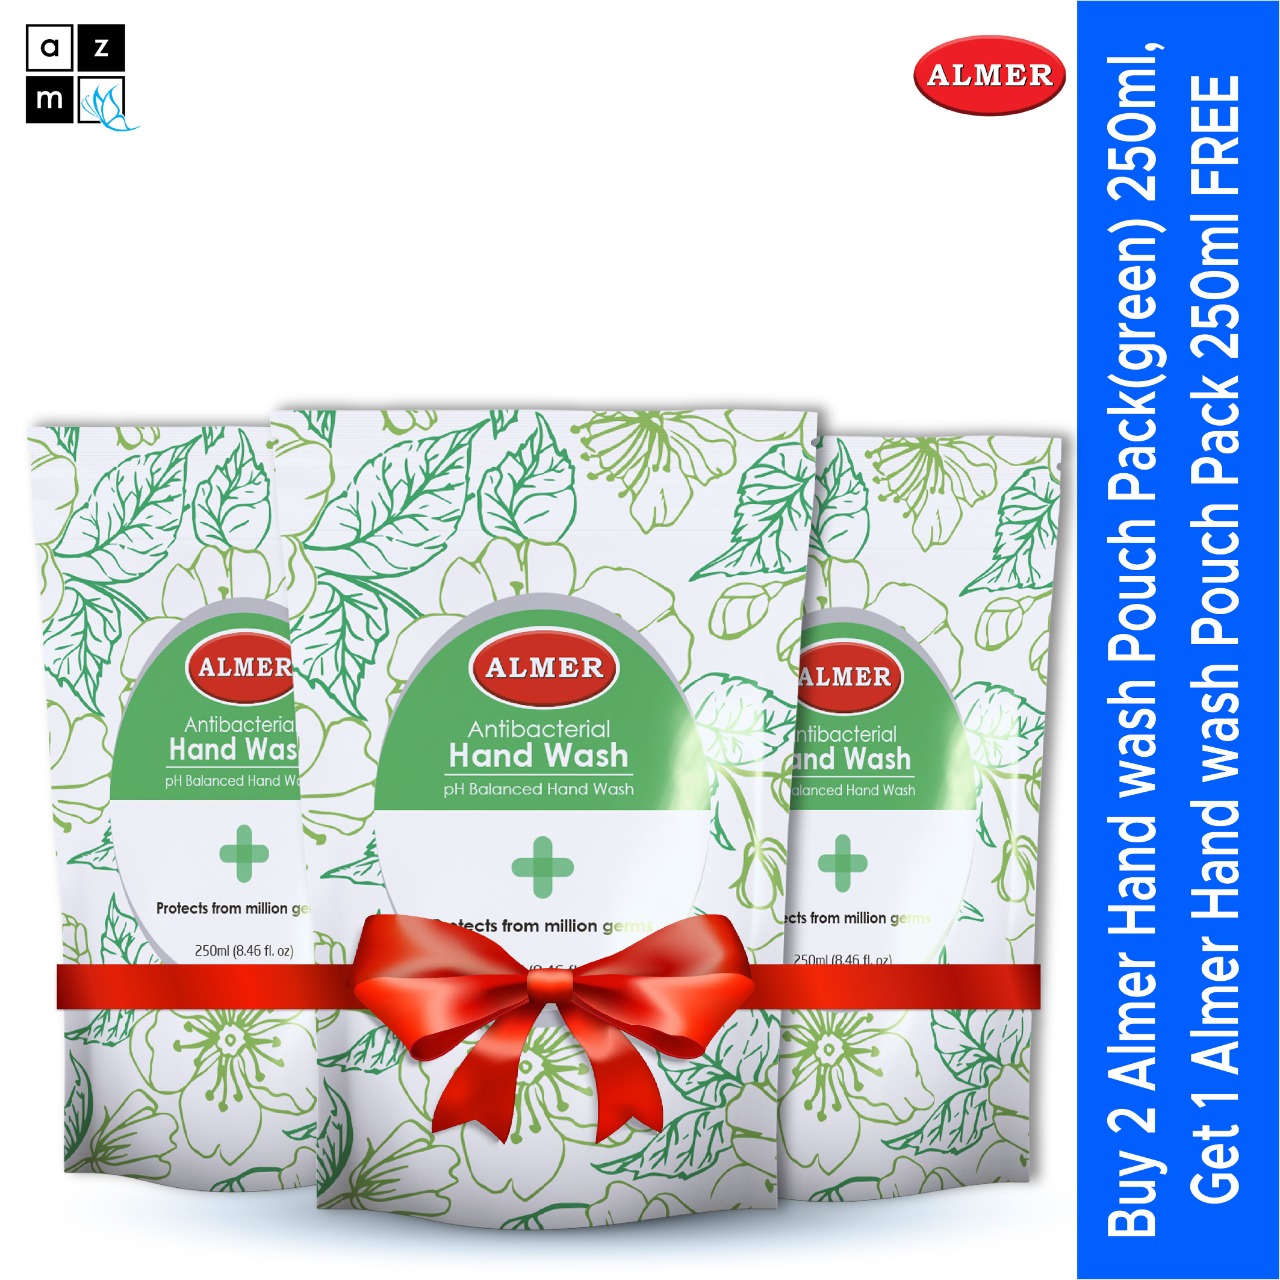 a z
m
ALMER
Buy 2 Almer Hand wash Pouch Pack(green) 250ml,
Get 1 Almer Hand wash Pouch Pack 250ml FREE
ALMER
Antibacterial
Hand Was
pH Balanced Hand Wa
Protects from million ge
250ml (8.46 fl. oz)
ALMER
Antibacterial
Hand Wash
pH Balanced Hand Wash
otects from million germs
ALMER
ntibacterial
and Wash
alanced Hand Wash
ects from million germs
250ml (8.46 fl. oz)